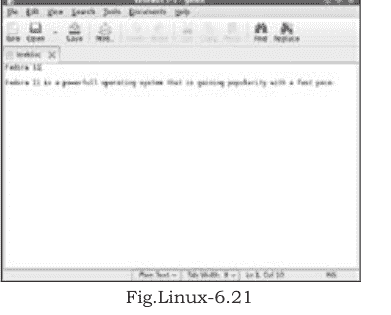 File Edit View Search Tools Documents Help
New Open Save Print... Find Replace
Fedora 11
Fedora 11 is a powerfull operating system that is gaining popularity with a fast pace.
Plain Text Tab Width: 8 Ln 1, Col 10 INS
Fig.Linux-6.21